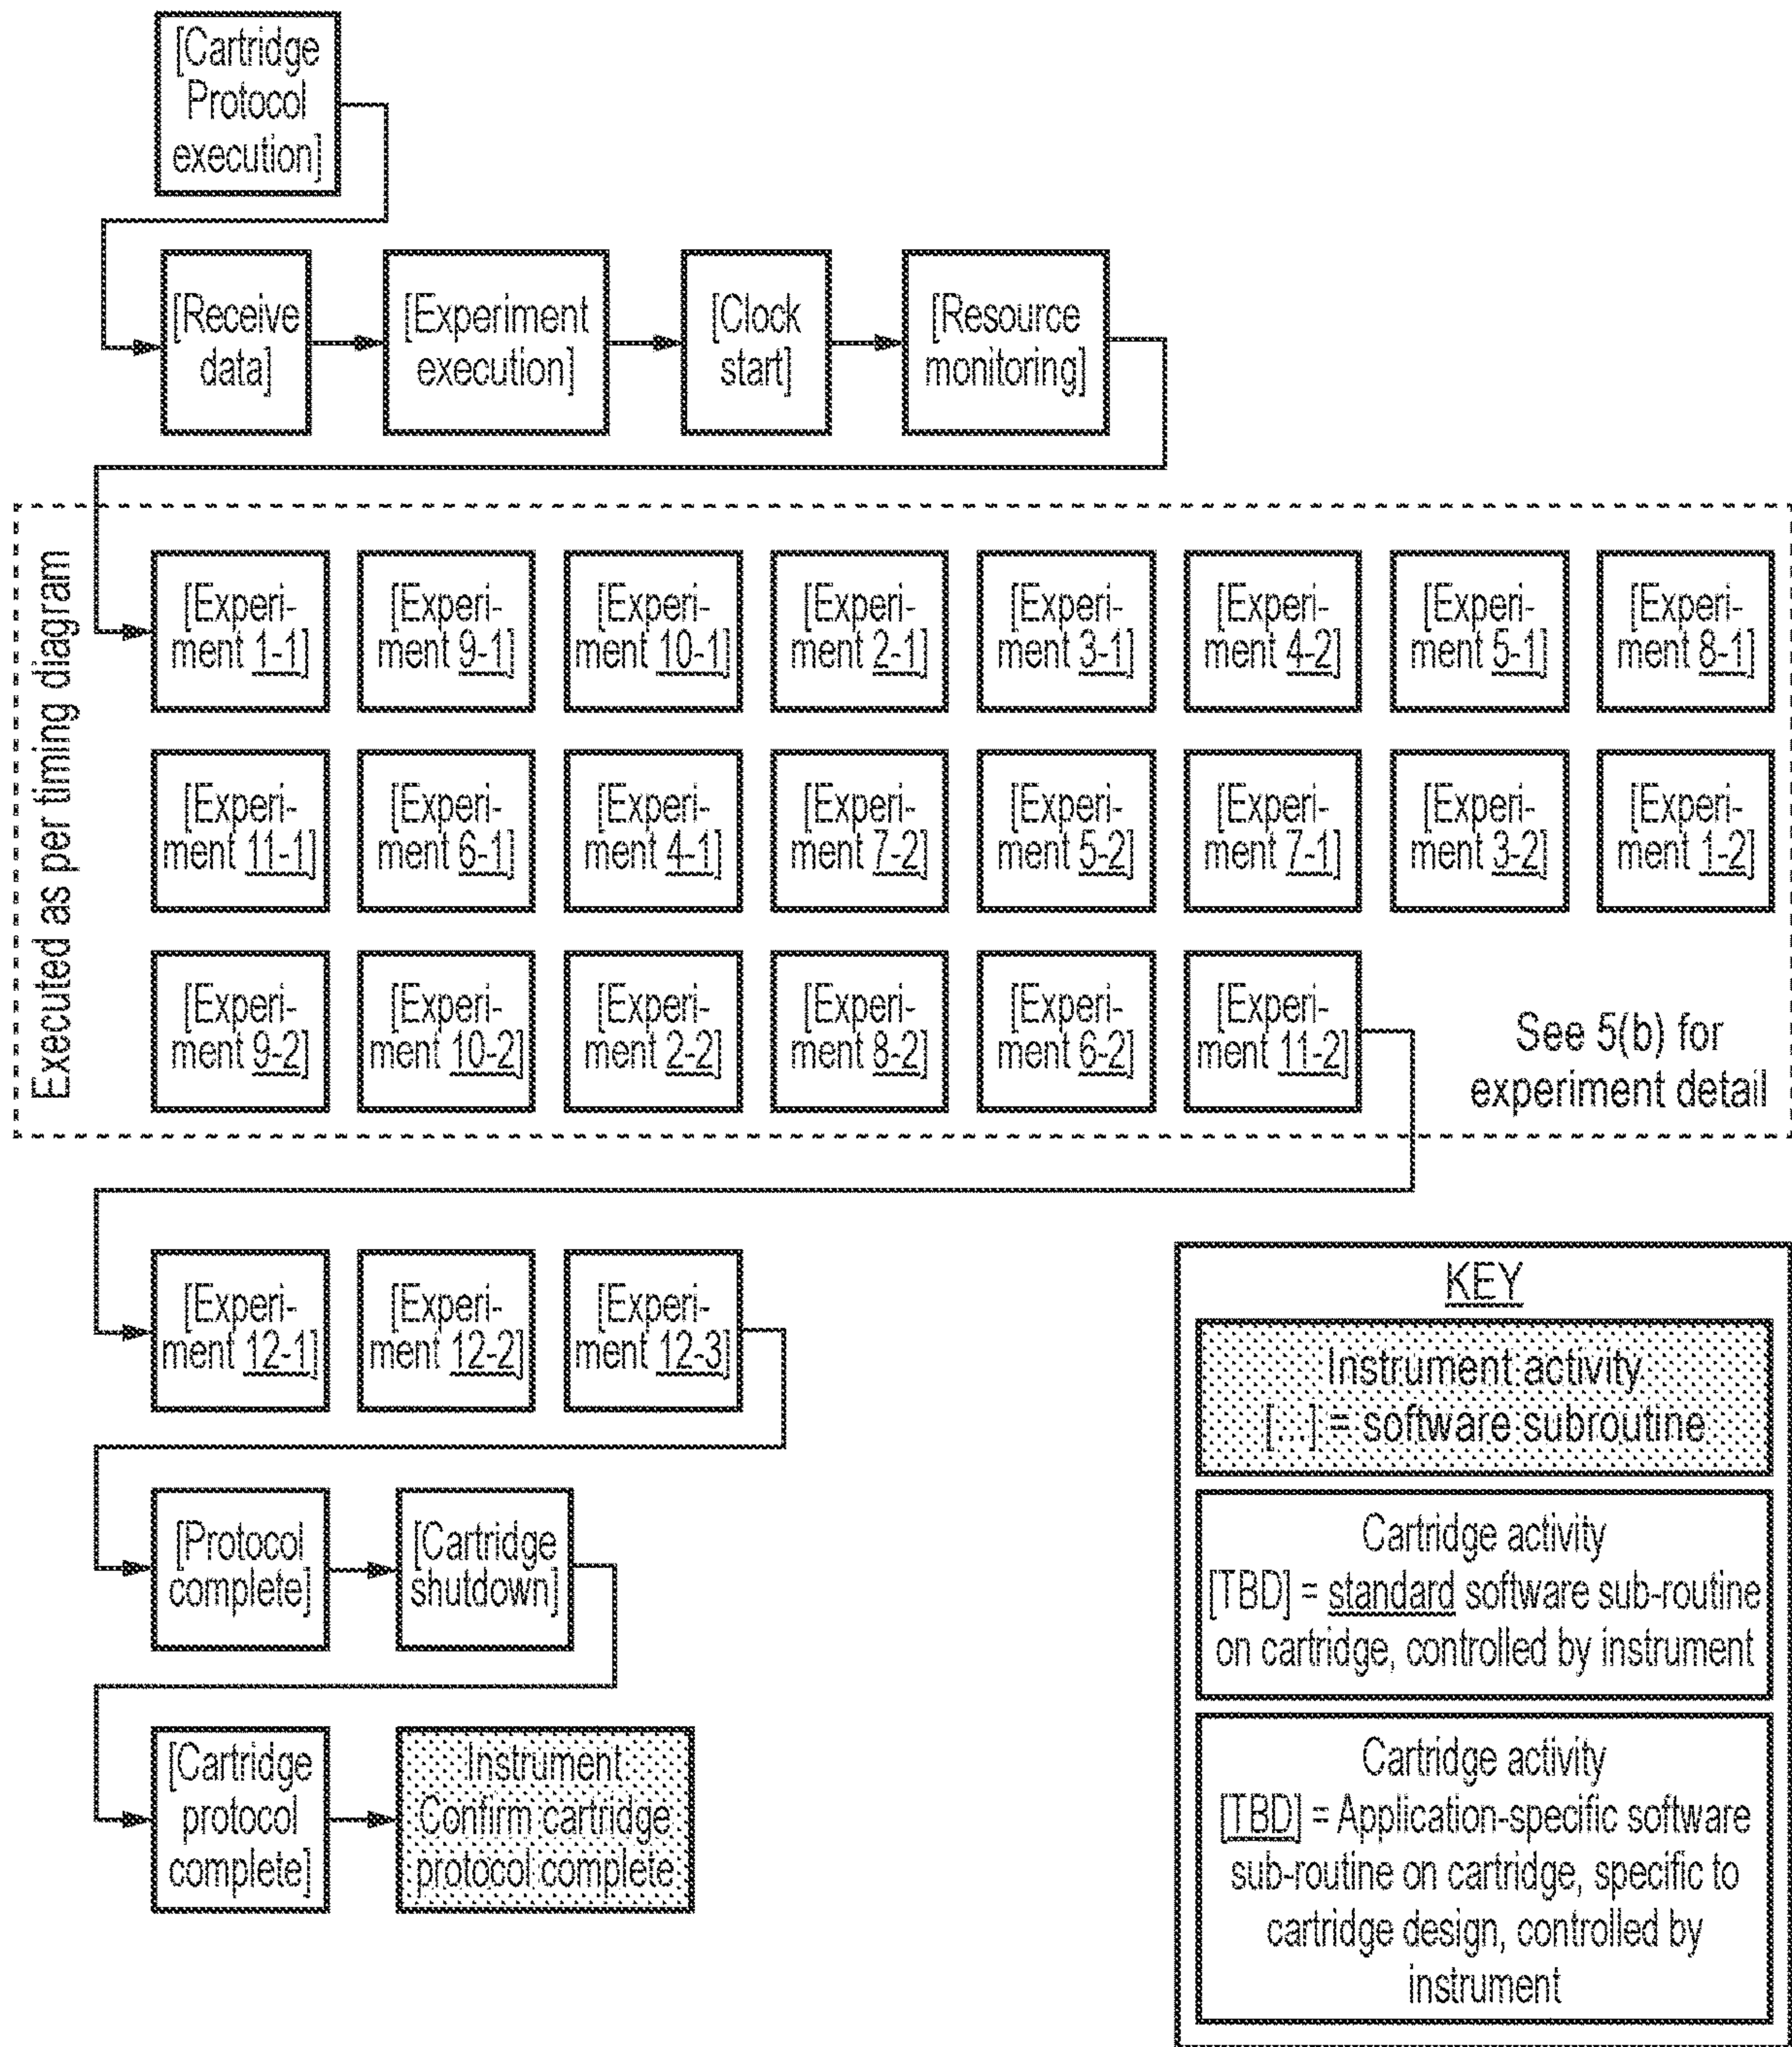 [Cartridge
Protocol
execution]
[Receive
data]
[Experiment
execution]
[Clock
start]
[Resource
monitoring]
Executed as per timing diagram
[Experi-
ment 1-1]
[Experi-
ment 9-1]
[Experi-
ment 10-1]
[Experi-
ment 2-1]
[Experi-
ment 3-1]
[Experi-
ment 4-2]
[Experi-
ment 5-1]
[Experi-
ment 8-1]
[Experi-
ment 11-1]
[Experi-
ment 6-1]
[Experi-
ment 4-1]
[Experi-
ment 7-2]
[Experi-
ment 5-2]
[Experi-
ment 7-1]
[Experi-
ment 3-2]
[Experi-
ment 1-2]
[Experi-
ment 9-2]
[Experi-
ment 10-2]
[Experi-
ment 2-2]
[Experi-
ment 8-2]
[Experi-
ment 6-2]
[Experi-
ment 11-2]
See 5(b) for
experiment detail
[Experi-
ment 12-1]
[Experi-
ment 12-2]
[Experi-
ment 12-3]
[Protocol
complete]
[Cartridge
shutdown]
[Cartridge
protocol
complete]
Instrument
Confirm cartridge
protocol complete
KEY
Instrument activity
[...] = software subroutine
Cartridge activity
[TBD] = standard software sub-routine
on cartridge, controlled by instrument
Cartridge activity
[TBD] = Application-specific software
sub-routine on cartridge, specific to
cartridge design, controlled by
instrument